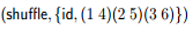 (shuffle, {id, (1 4)(2 5)(3 6)})